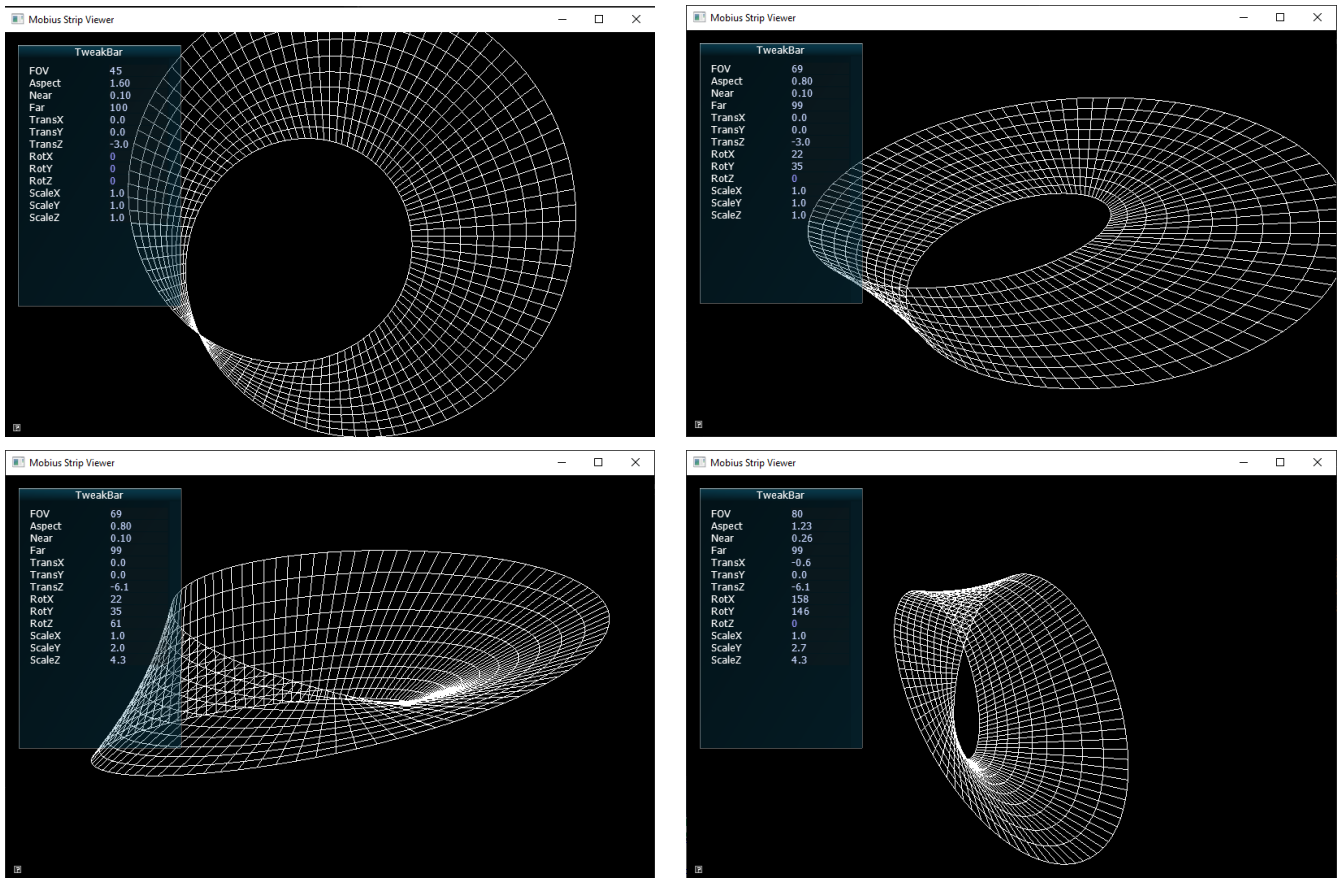 Mobius Strip Viewer
TweakBar
FOV 45
Aspect 1.60
Near 0.10
Far 100
TransX 0.0
TransY 0.0
TransZ -3.0
RotX 0
RotY 0
RotZ 0
ScaleX 1.0
ScaleY 1.0
ScaleZ 1.0
Mobius Strip Viewer
TweakBar
FOV 69
Aspect 0.80
Near 0.10
Far 99
TransX 0.0
TransY 0.0
TransZ -3.0
RotX 22
RotY 35
RotZ 0
ScaleX 1.0
ScaleY 1.0
ScaleZ 1.0
Mobius Strip Viewer
TweakBar
FOV 69
Aspect 0.80
Near 0.10
Far 99
TransX 0.0
TransY 0.0
TransZ -6.1
RotX 22
RotY 35
RotZ 61
ScaleX 1.0
ScaleY 2.0
ScaleZ 4.3
Mobius Strip Viewer
TweakBar
FOV 80
Aspect 1.23
Near 0.26
Far 99
TransX -0.6
TransY 0.0
TransZ -6.1
RotX 158
RotY 146
RotZ 0
ScaleX 1.0
ScaleY 2.7
ScaleZ 4.3